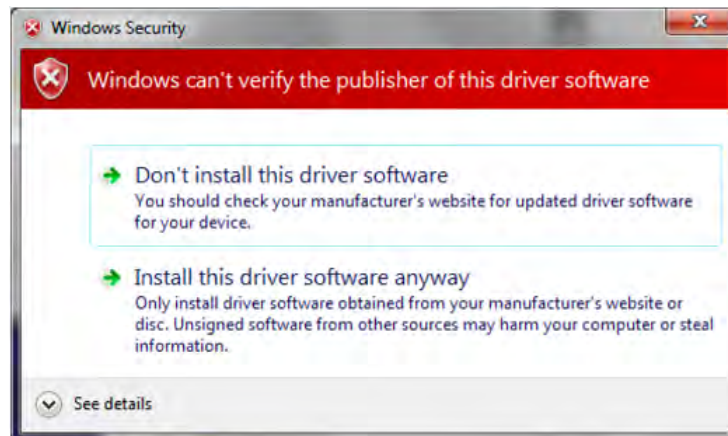 Windows Security
Windows can't verify the publisher of this driver software
Don't install this driver software
You should check your manufacturer's website for updated driver software
for your device.
Install this driver software anyway
Only install driver software obtained from your manufacturer's website or
disc. Unsigned software from other sources may harm your computer or steal
information.
See details